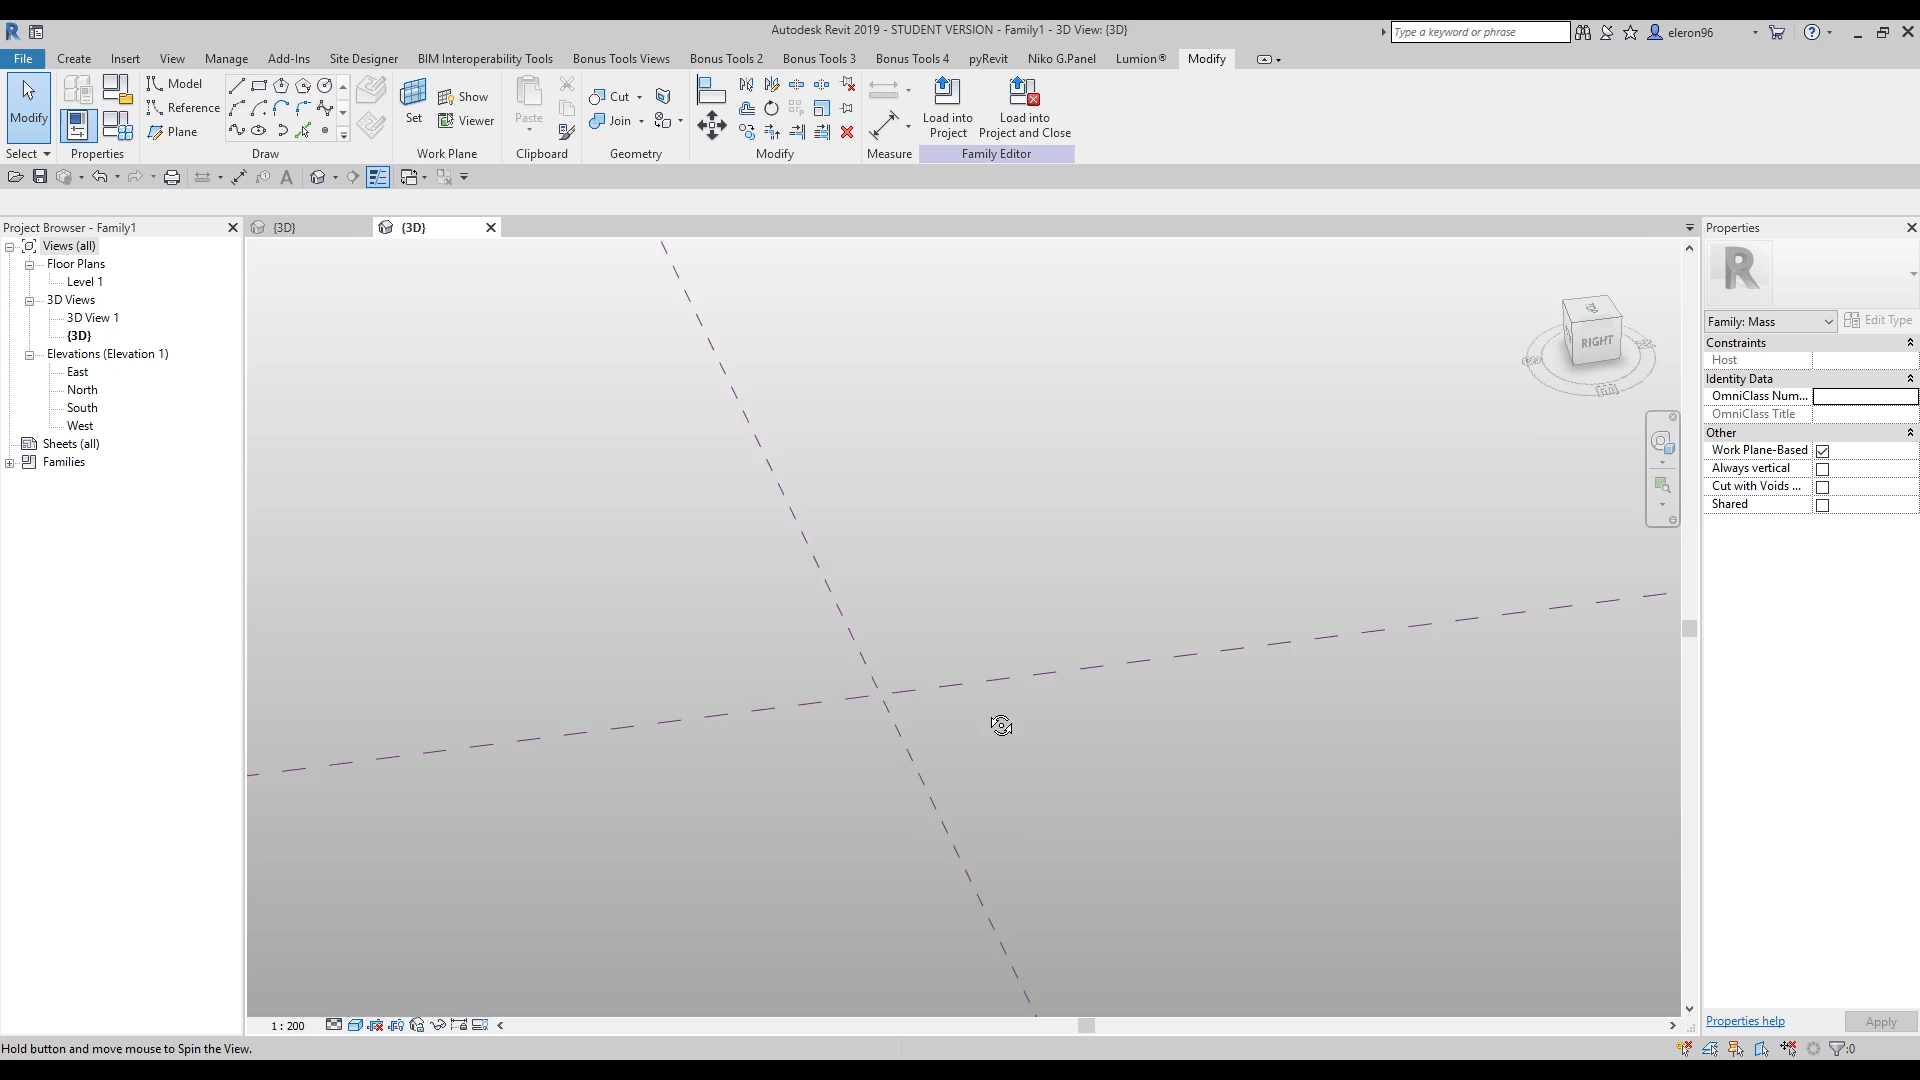 Autodesk Revit 2019 - STUDENT VERSION - Family1 - 3D View: {3D}
Type a keyword or phrase
eleron96
File Create Insert View Manage Add-Ins Site Designer BIM Interoperability Tools Bonus Tools Views Bonus Tools 2 Bonus Tools 3 Bonus Tools 4 pyRevit Niko G.Panel Lumion® Modify
Model
Reference
Plane
Modify
Set
Show
Viewer
Paste
Cut
Join
Load into
Project
Load into
Project and Close
Select Properties Draw Work Plane Clipboard Geometry Modify Measure Family Editor
Project Browser - Family1
Views (all)
Floor Plans
Level 1
3D Views
3D View 1
{3D}
Elevations (Elevation 1)
East
North
South
West
Sheets (all)
Families
{3D} {3D}
TOP
RIGHT
Properties
Family: Mass Edit Type
Constraints
Host
Identity Data
OmniClass Num...
OmniClass Title
Other
Work Plane-Based
Always vertical
Cut with Voids ...
Shared
Properties help Apply
1 : 200
Hold button and move mouse to Spin the View.
:0